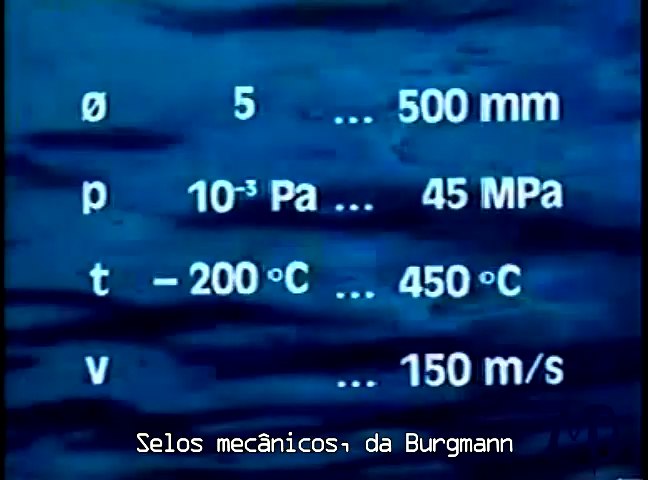 ø 5 ... 500 mm
p 10⁻³ Pa ... 45 MPa
t – 200 °C ... 450 °C
v ... 150 m/s
Selos mecânicos, da Burgmann